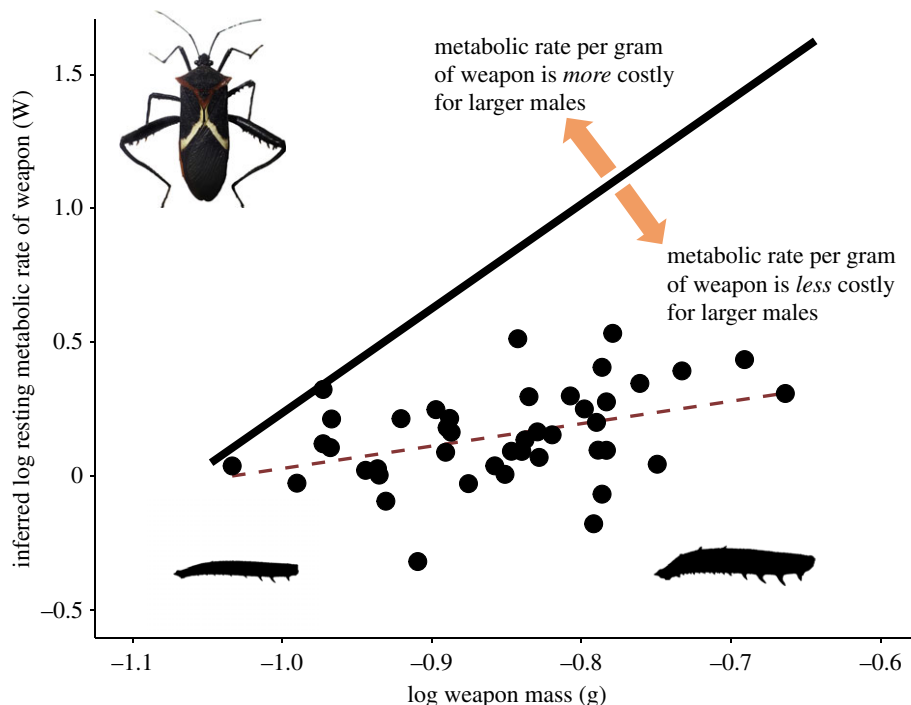 metabolic rate per gram
of weapon is more costly
for larger males
metabolic rate per gram
of weapon is less costly
for larger males
inferred log resting metabolic rate of weapon (W)
1.5
1.0
0.5
0
–0.5
–1.1
–1.0
–0.9
–0.8
–0.7
–0.6
log weapon mass (g)